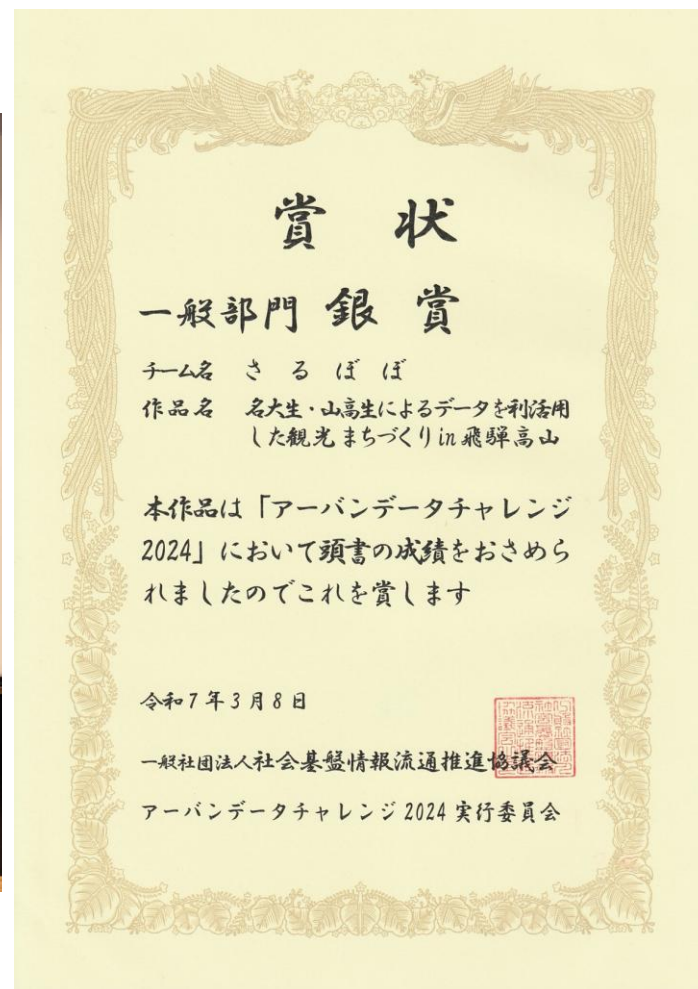 賞 状
一般部門 銀 賞
チーム名 さ る ぼ ぼ
作品名 名大生・山高生によるデータを利活用
した観光まちづくりin飛騨高山
本作品は「アーバンデータチャレンジ
2024」において頭書の成績をおさめら
れましたのでこれを賞します
令和7年3月8日
一般社団法人社会基盤情報流通推進協議会
アーバンデータチャレンジ2024実行委員会